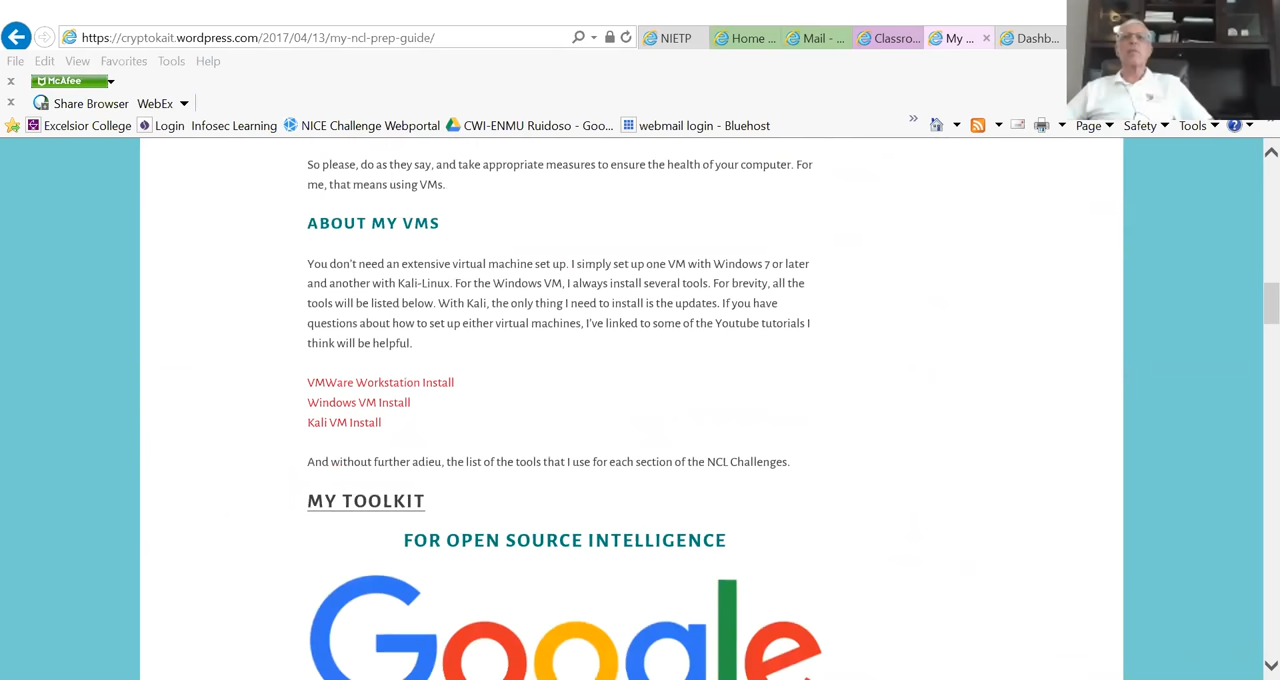 https://cryptokait.wordpress.com/2017/04/13/my-ncl-prep-guide/
NIETP
Home ...
Mail - ...
Classro...
My ...
Dashb...
File Edit View Favorites Tools Help
McAfee
Share Browser WebEx
Excelsior College
Login
Infosec Learning
NICE Challenge Webportal
CWI-ENMU Ruidoso - Goo...
webmail login - Bluehost
Page Safety Tools
So please, do as they say, and take appropriate measures to ensure the health of your computer. For
me, that means using VMs.
ABOUT MY VMS
You don't need an extensive virtual machine set up. I simply set up one VM with Windows 7 or later
and another with Kali-Linux. For the Windows VM, I always install several tools. For brevity, all the
tools will be listed below. With Kali, the only thing I need to install is the updates. If you have
questions about how to set up either virtual machines, I've linked to some of the Youtube tutorials I
think will be helpful.
VMWare Workstation Install
Windows VM Install
Kali VM Install
And without further adieu, the list of the tools that I use for each section of the NCL Challenges.
MY TOOLKIT
FOR OPEN SOURCE INTELLIGENCE
Google